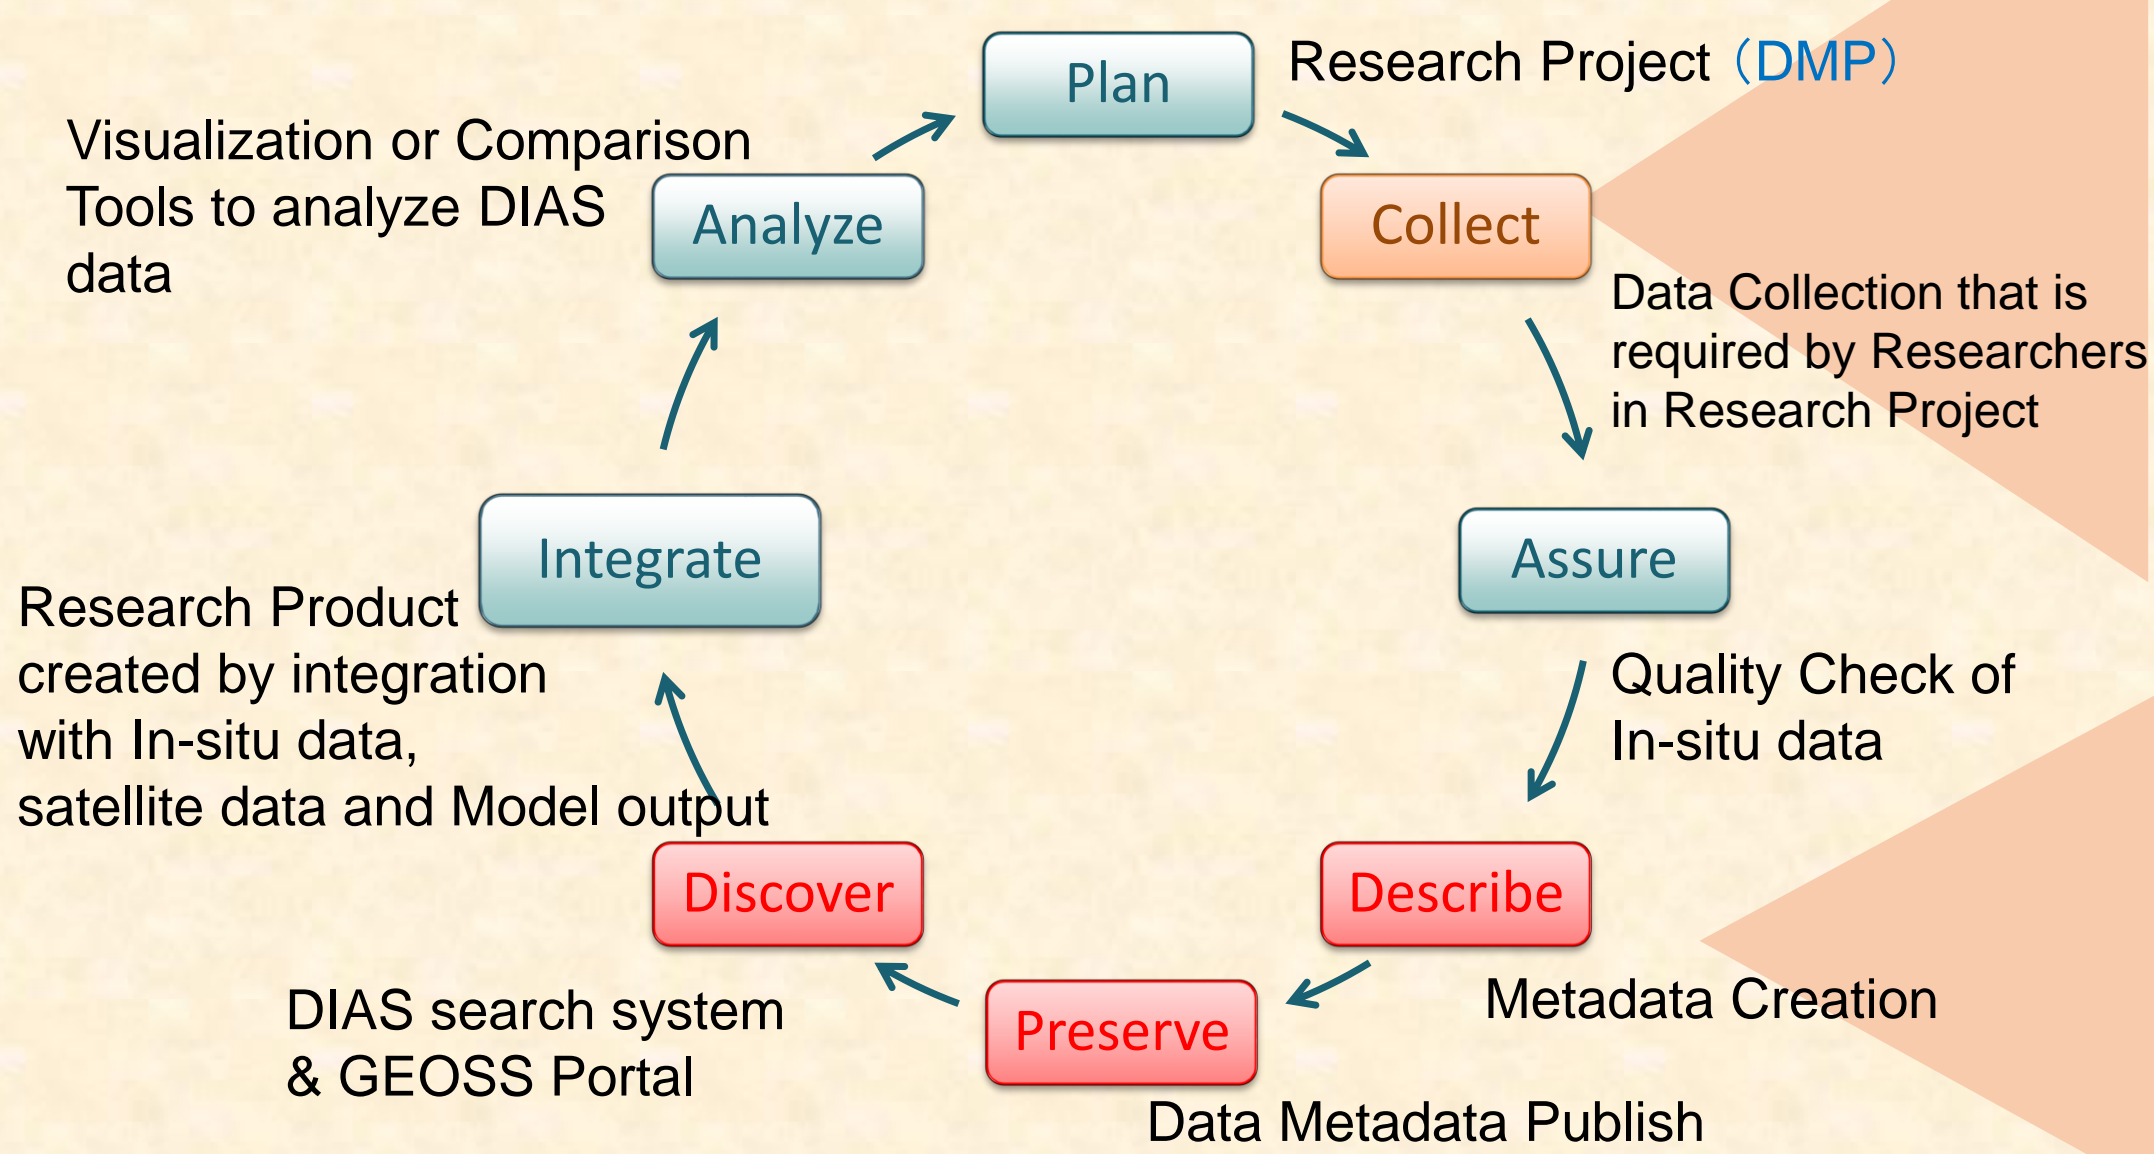 Plan
Research Project（DMP）
Collect
Data Collection that is
required by Researchers
in Research Project
Assure
Quality Check of
In-situ data
Describe
Metadata Creation
Preserve
Data Metadata Publish
Discover
DIAS search system
& GEOSS Portal
Integrate
Research Product
created by integration
with In-situ data,
satellite data and Model output
Analyze
Visualization or Comparison
Tools to analyze DIAS
data